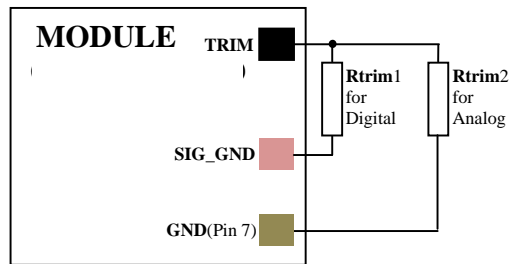 MODULE
TRIM
Rtrim1
for
Digital
Rtrim2
for
Analog
SIG_GND
GND(Pin 7)